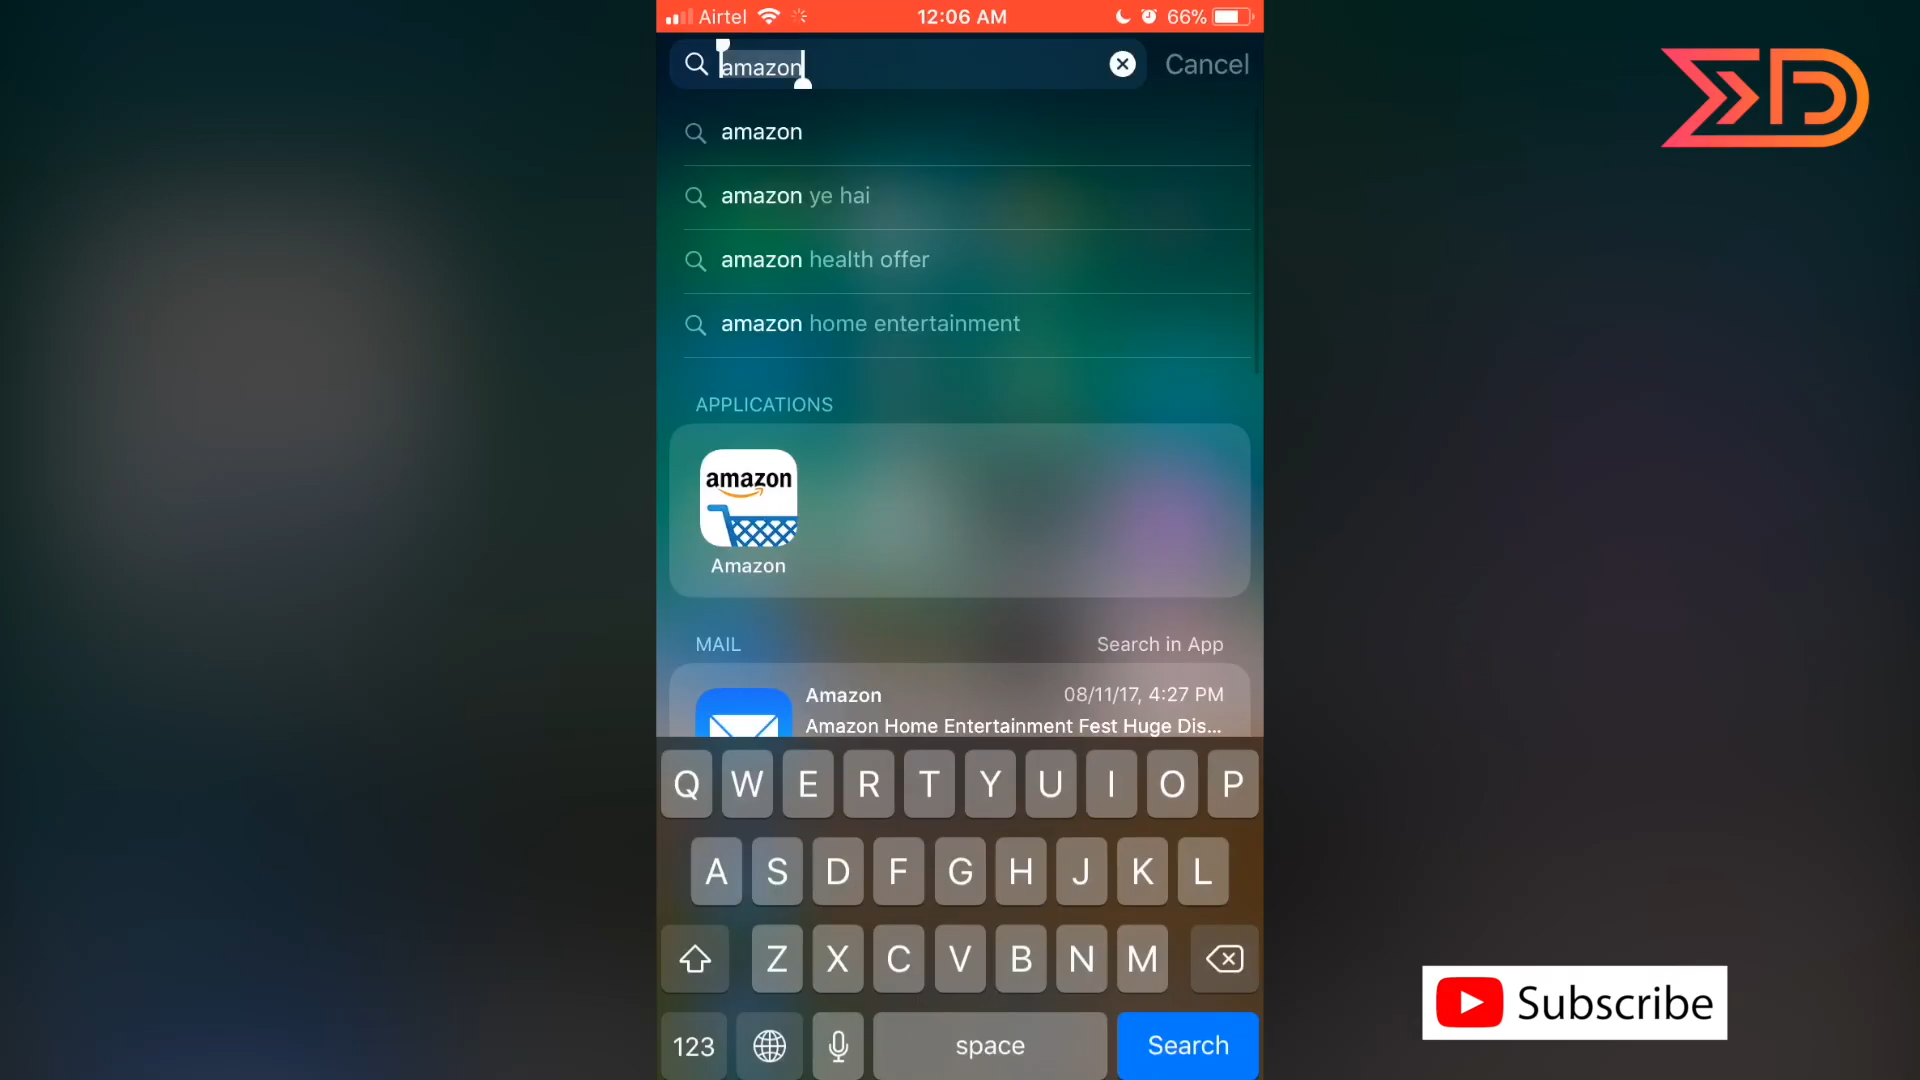 Airtel 12:06 AM 66%
amazon Cancel
amazon
amazon ye hai
amazon health offer
amazon home entertainment
APPLICATIONS
amazon
Amazon
MAIL Search in App
Amazon 08/11/17, 4:27 PM
Amazon Home Entertainment Fest Huge Dis...
Q W E R T Y U I O P
A S D F G H J K L
Z X C V B N M
123 space Search
Subscribe